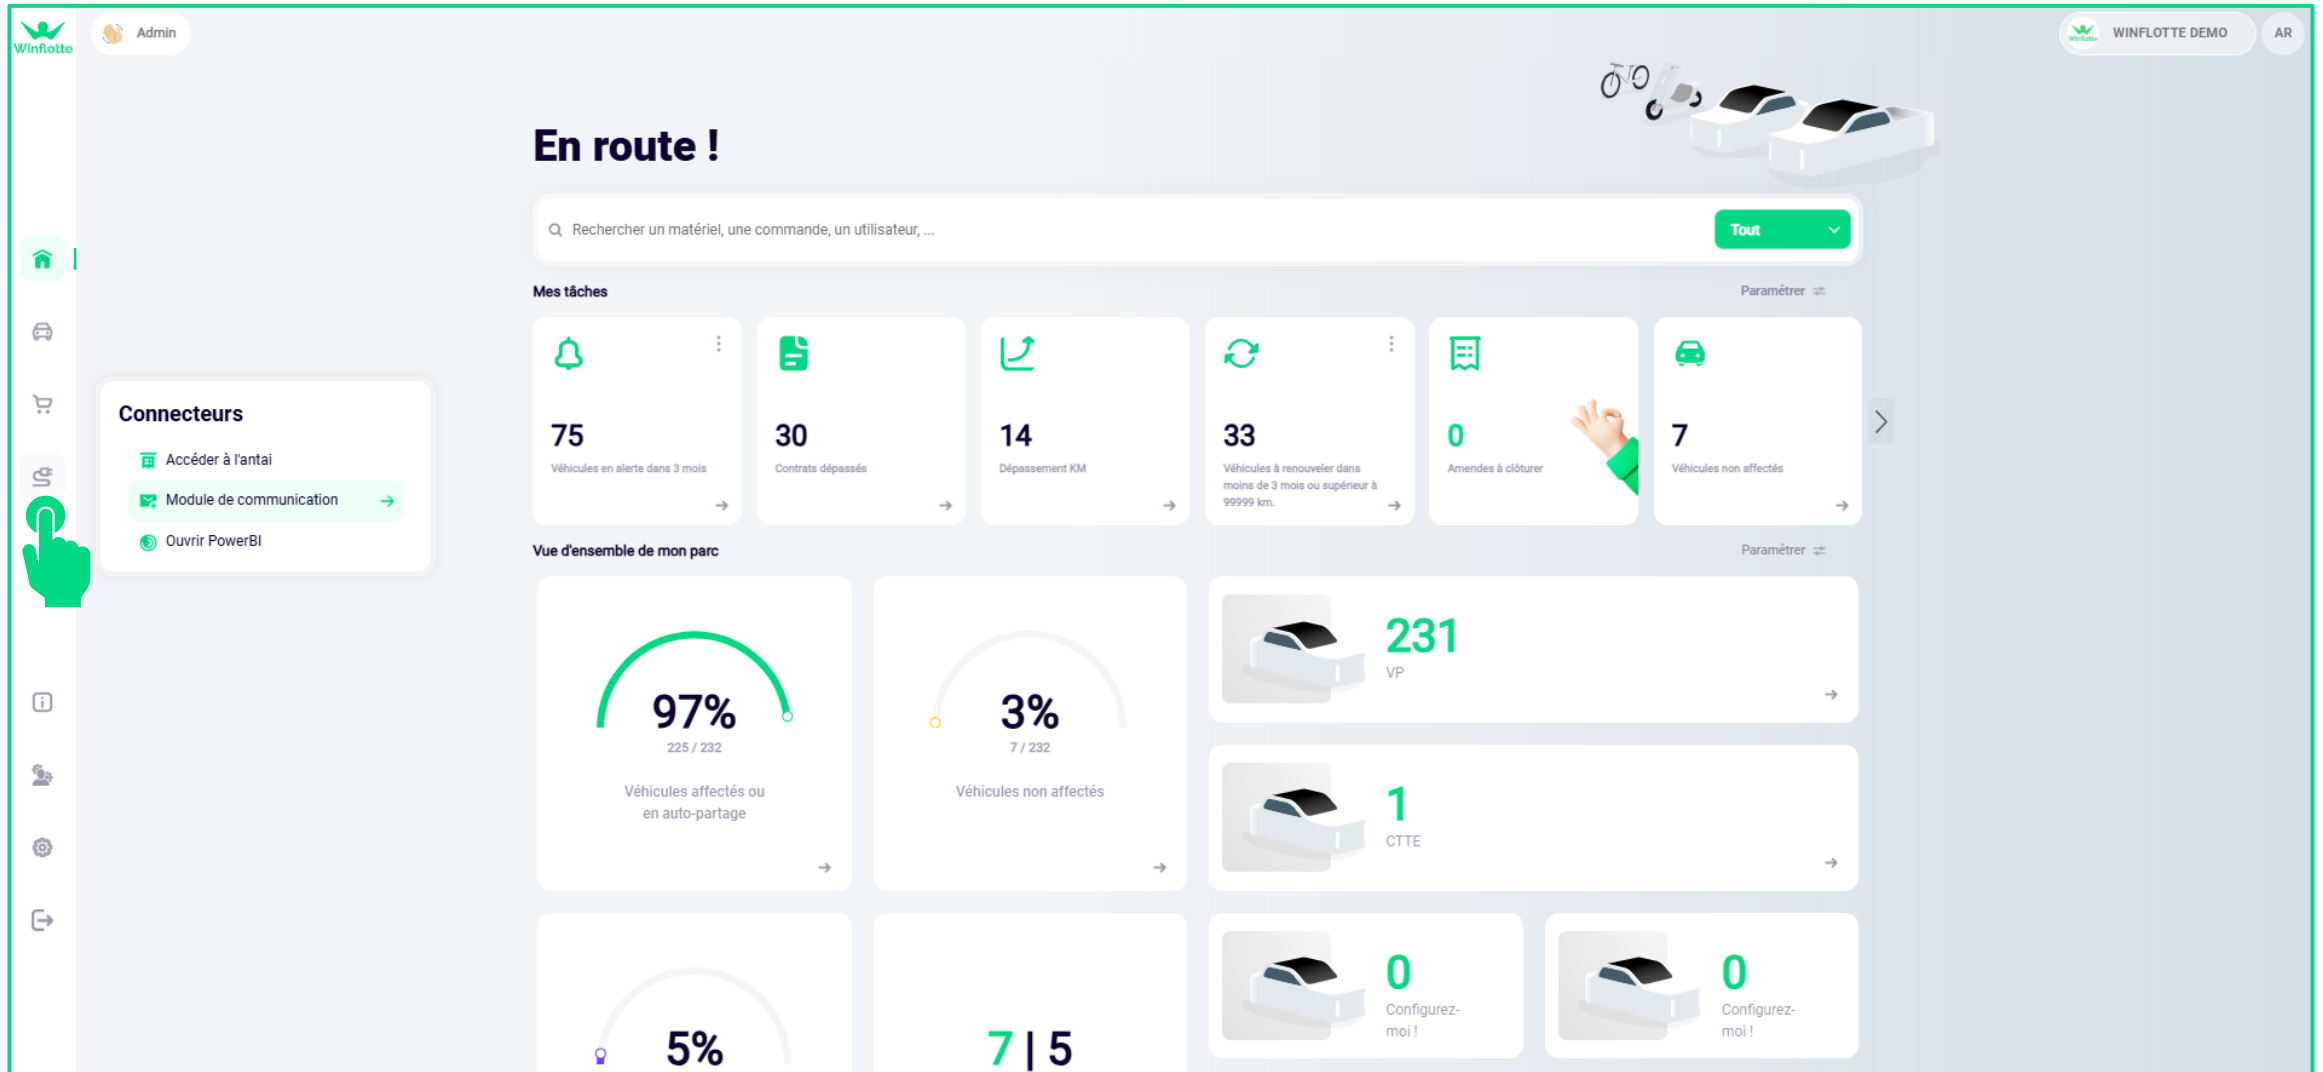 Winflotte
Admin
WINFLOTTE DEMO
AR
En route !
Rechercher un matériel, une commande, un utilisateur, ...
Tout
Mes tâches
Paramétrer
75
Véhicules en alerte dans 3 mois
30
Contrats dépassés
14
Dépassement KM
33
Véhicules à renouveler dans
moins de 3 mois ou supérieur à
99999 km.
0
Amendes à clôturer
7
Véhicules non affectés
Connecteurs
Accéder à l'antai
Module de communication
Ouvrir PowerBI
Vue d'ensemble de mon parc
Paramétrer
97%
225 / 232
Véhicules affectés ou
en auto-partage
3%
7 / 232
Véhicules non affectés
231
VP
1
CTTE
5%
7 | 5
0
Configurez-
moi !
0
Configurez-
moi !